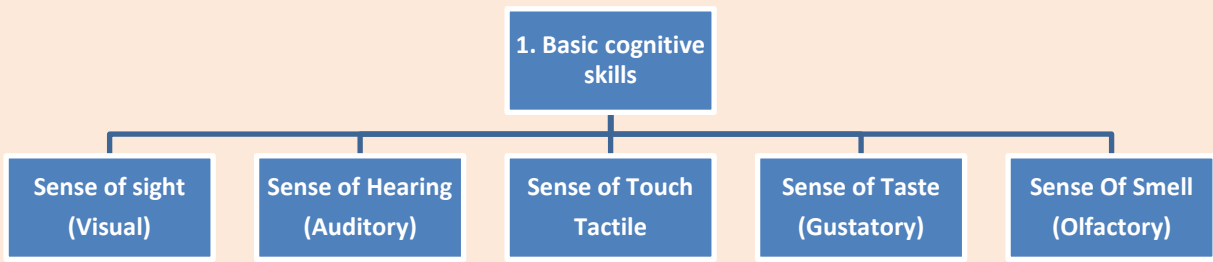 1. Basic cognitive
skills
Sense of sight
(Visual)
Sense of Hearing
(Auditory)
Sense of Touch
Tactile
Sense of Taste
(Gustatory)
Sense Of Smell
(Olfactory)